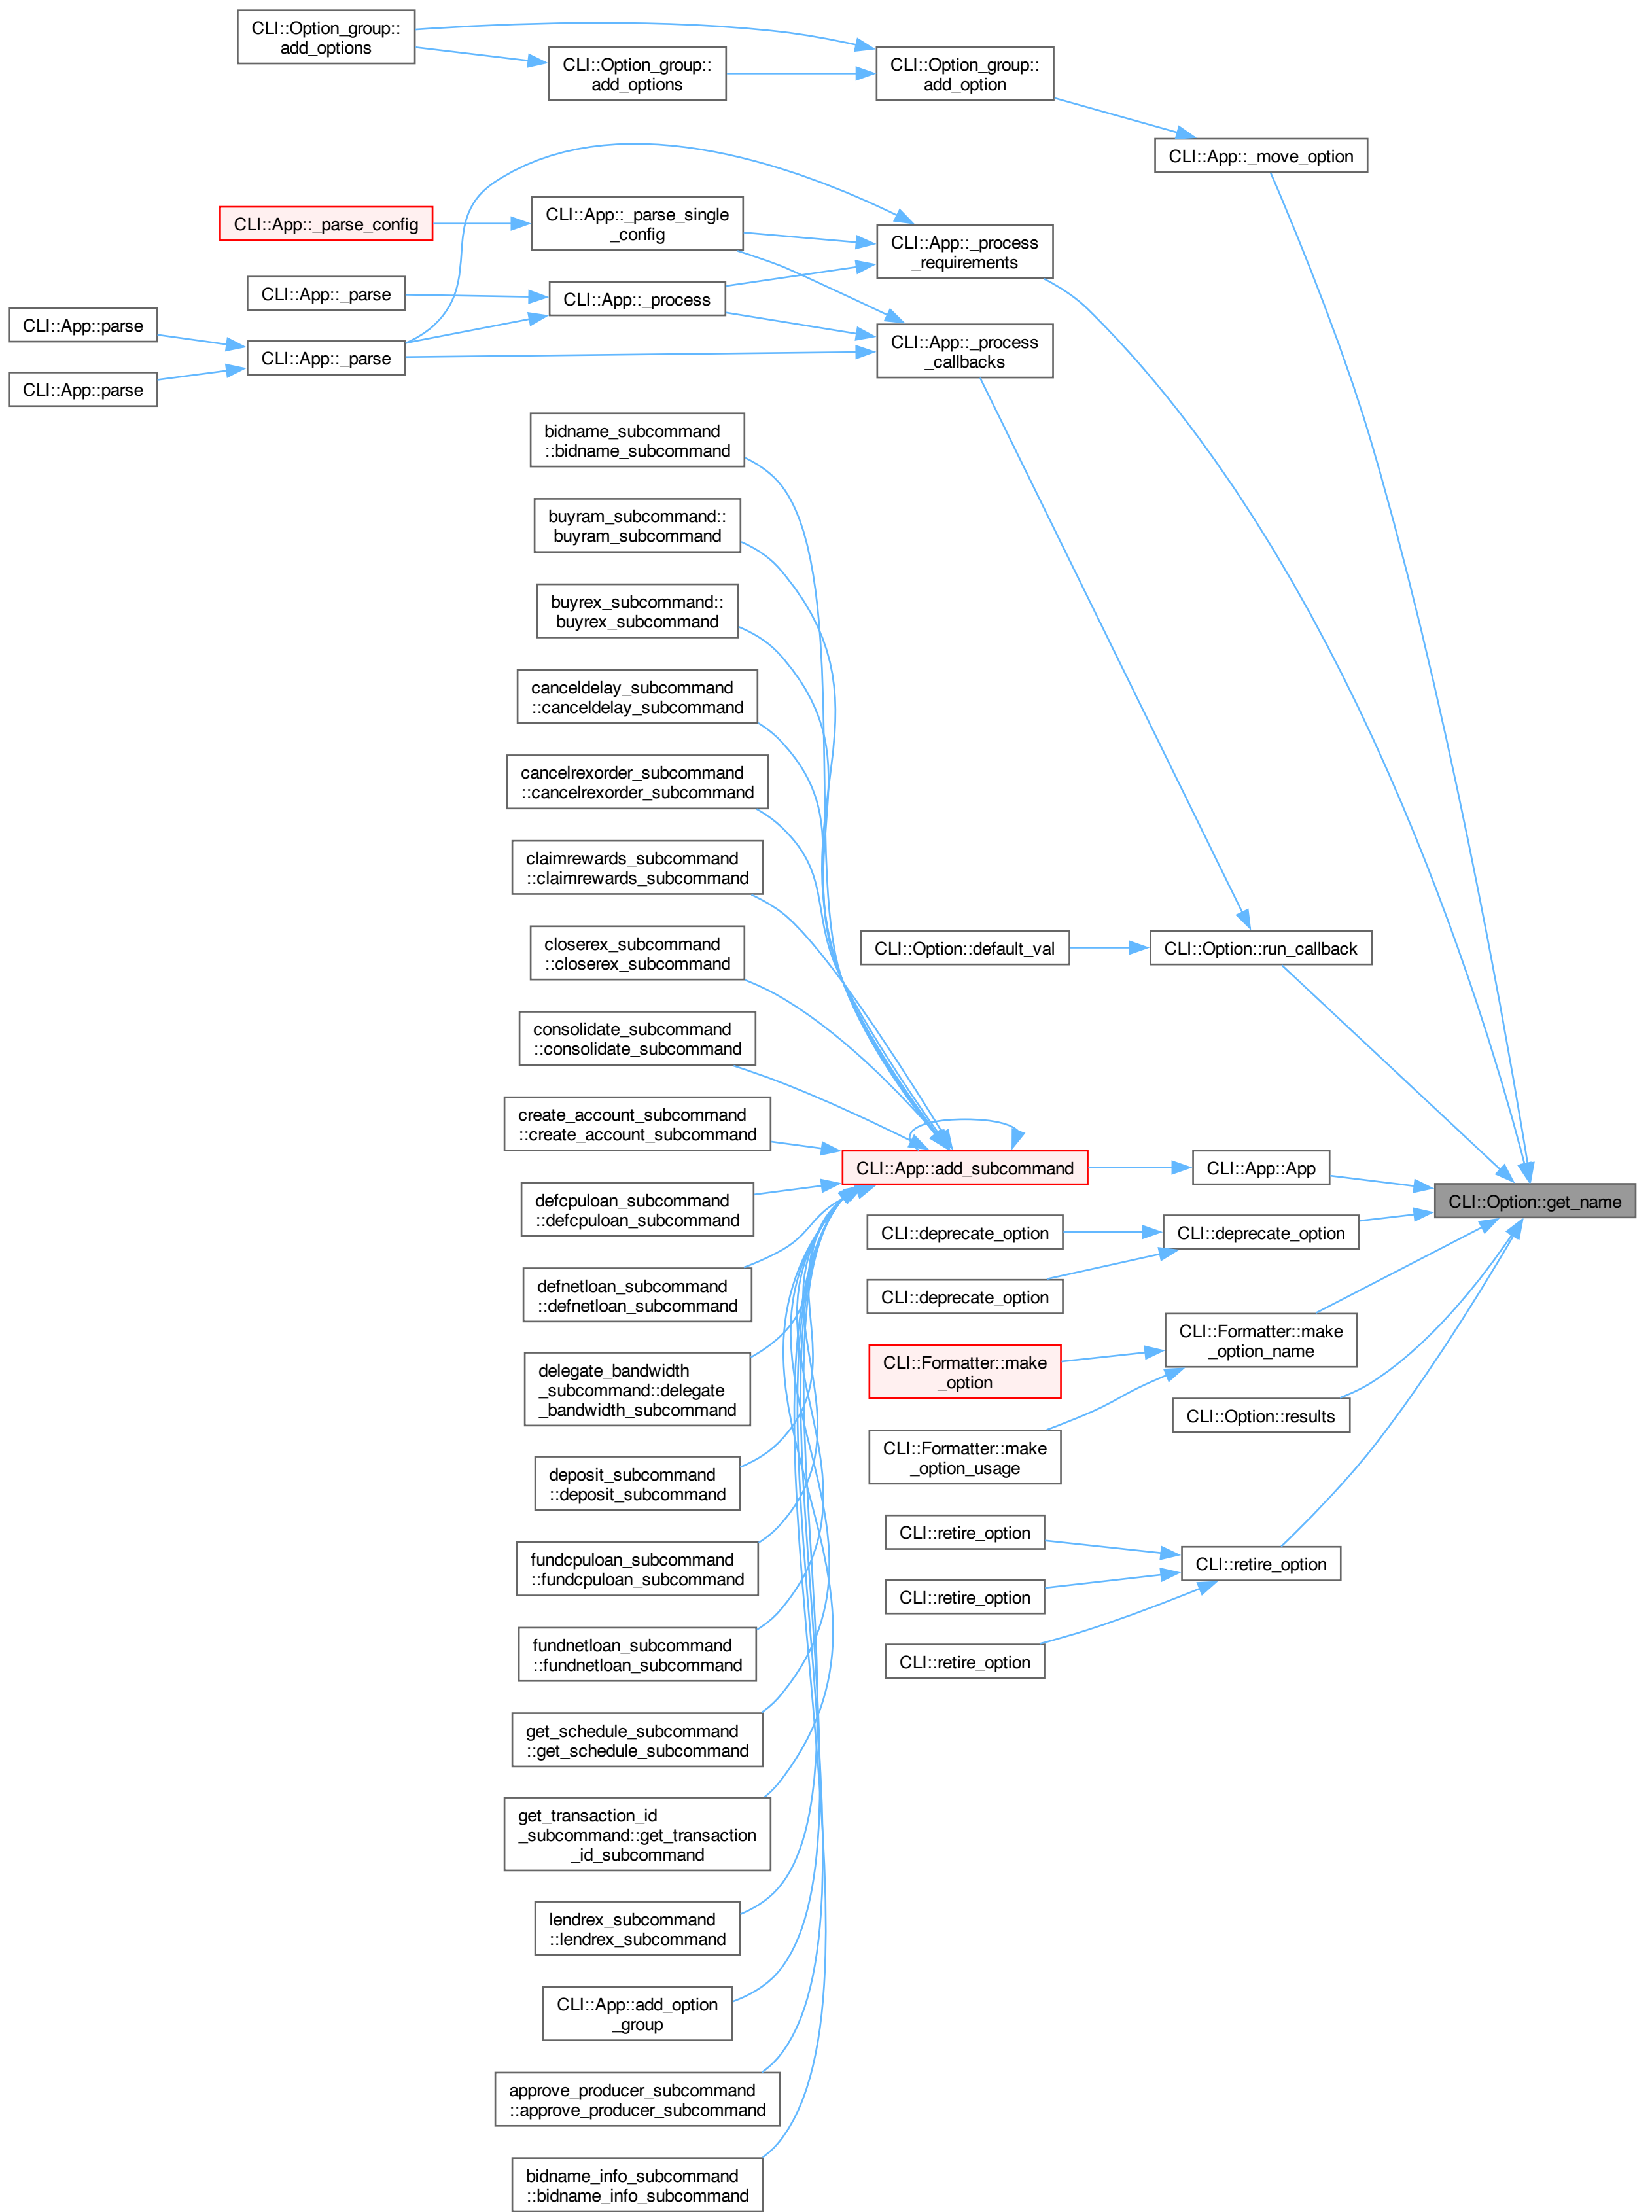 CLI::Option_group::
add_options
CLI::Option_group::
add_options
CLI::Option_group::
add_option
CLI::App::_move_option
CLI::App::_parse_config
CLI::App::_parse_single
_config
CLI::App::_process
_requirements
CLI::App::_parse
CLI::App::_process
CLI::App::parse
CLI::App::_parse
CLI::App::_process
_callbacks
CLI::App::parse
bidname_subcommand
::bidname_subcommand
buyram_subcommand::
buyram_subcommand
buyrex_subcommand::
buyrex_subcommand
canceldelay_subcommand
::canceldelay_subcommand
cancelrexorder_subcommand
::cancelrexorder_subcommand
claimrewards_subcommand
::claimrewards_subcommand
closerex_subcommand
::closerex_subcommand
CLI::Option::default_val
CLI::Option::run_callback
consolidate_subcommand
::consolidate_subcommand
create_account_subcommand
::create_account_subcommand
CLI::App::add_subcommand
CLI::App::App
CLI::Option::get_name
defcpuloan_subcommand
::defcpuloan_subcommand
CLI::deprecate_option
CLI::deprecate_option
defnetloan_subcommand
::defnetloan_subcommand
CLI::deprecate_option
CLI::Formatter::make
_option_name
delegate_bandwidth
_subcommand::delegate
_bandwidth_subcommand
CLI::Formatter::make
_option
CLI::Option::results
deposit_subcommand
::deposit_subcommand
CLI::Formatter::make
_option_usage
fundcpuloan_subcommand
::fundcpuloan_subcommand
CLI::retire_option
CLI::retire_option
CLI::retire_option
fundnetloan_subcommand
::fundnetloan_subcommand
CLI::retire_option
get_schedule_subcommand
::get_schedule_subcommand
get_transaction_id
_subcommand::get_transaction
_id_subcommand
lendrex_subcommand
::lendrex_subcommand
CLI::App::add_option
_group
approve_producer_subcommand
::approve_producer_subcommand
bidname_info_subcommand
::bidname_info_subcommand